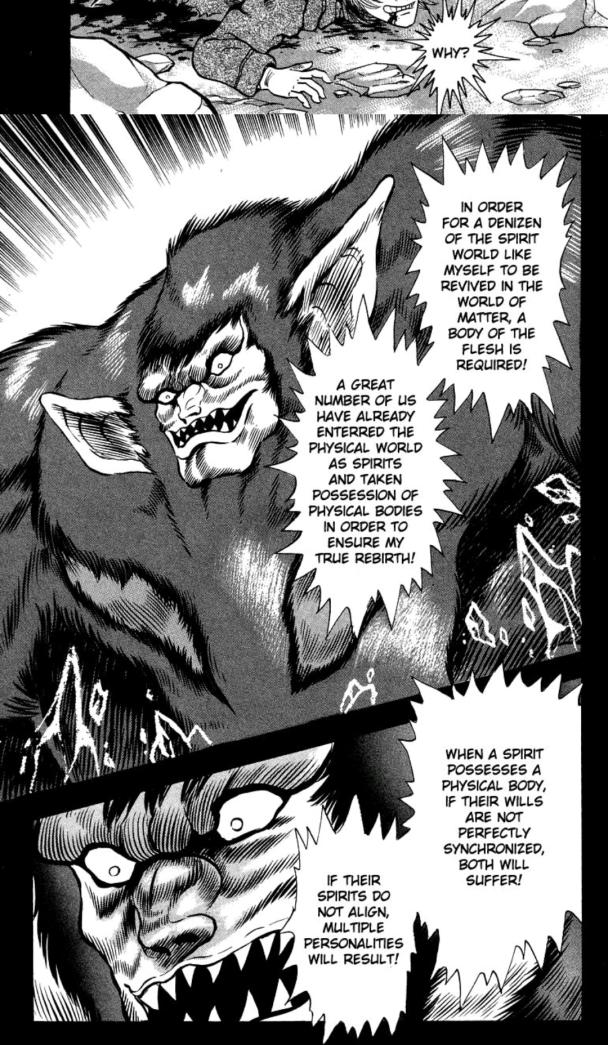 WHY?
IN ORDER
FOR A DENIZEN
OF THE SPIRIT
WORLD LIKE
MYSELF TO BE
REVIVED IN THE
WORLD OF
MATTER, A
BODY OF THE
FLESH IS
REQUIRED!
A GREAT
NUMBER OF US
HAVE ALREADY
ENTERRED THE
PHYSICAL WORLD
AS SPIRITS
AND TAKEN
POSSESSION OF
PHYSICAL BODIES
IN ORDER TO
ENSURE MY
TRUE REBIRTH!
WHEN A SPIRIT
POSSESSES A
PHYSICAL BODY,
IF THEIR WILLS
ARE NOT
PERFECTLY
SYNCHRONIZED,
BOTH WILL
SUFFER!
IF THEIR
SPIRITS DO
NOT ALIGN,
MULTIPLE
PERSONALITIES
WILL RESULT!